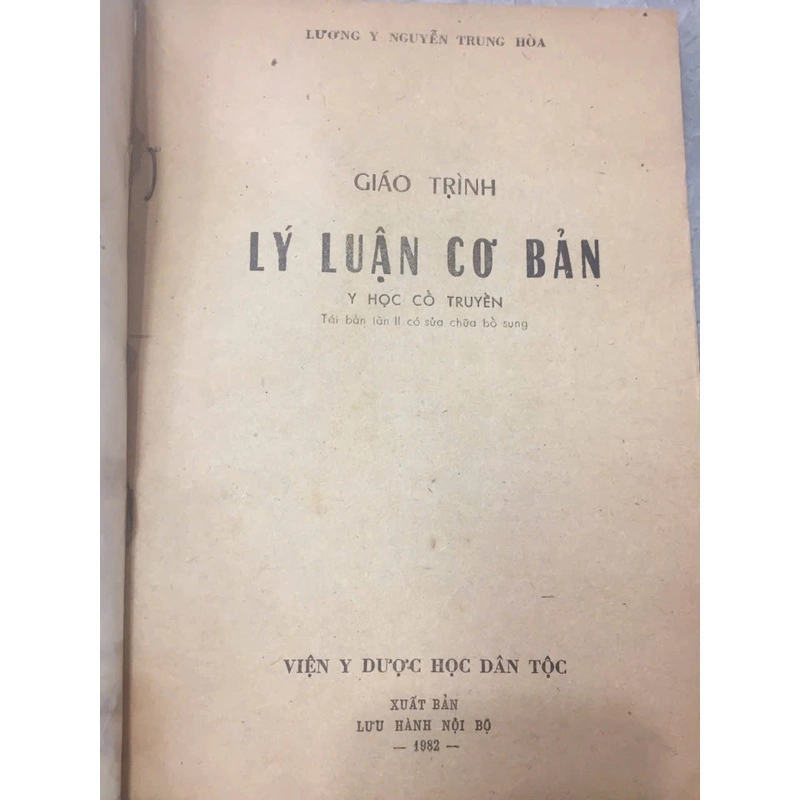 LƯƠNG Y NGUYỄN TRUNG HÒA
GIÁO TRÌNH
LÝ LUẬN CƠ BẢN
Y HỌC CỔ TRUYỀN
Tái bản lần II có sửa chữa bổ sung
VIỆN Y DƯỢC HỌC DÂN TỘC
XUẤT BẢN
LƯU HÀNH NỘI BỘ
— 1982 —